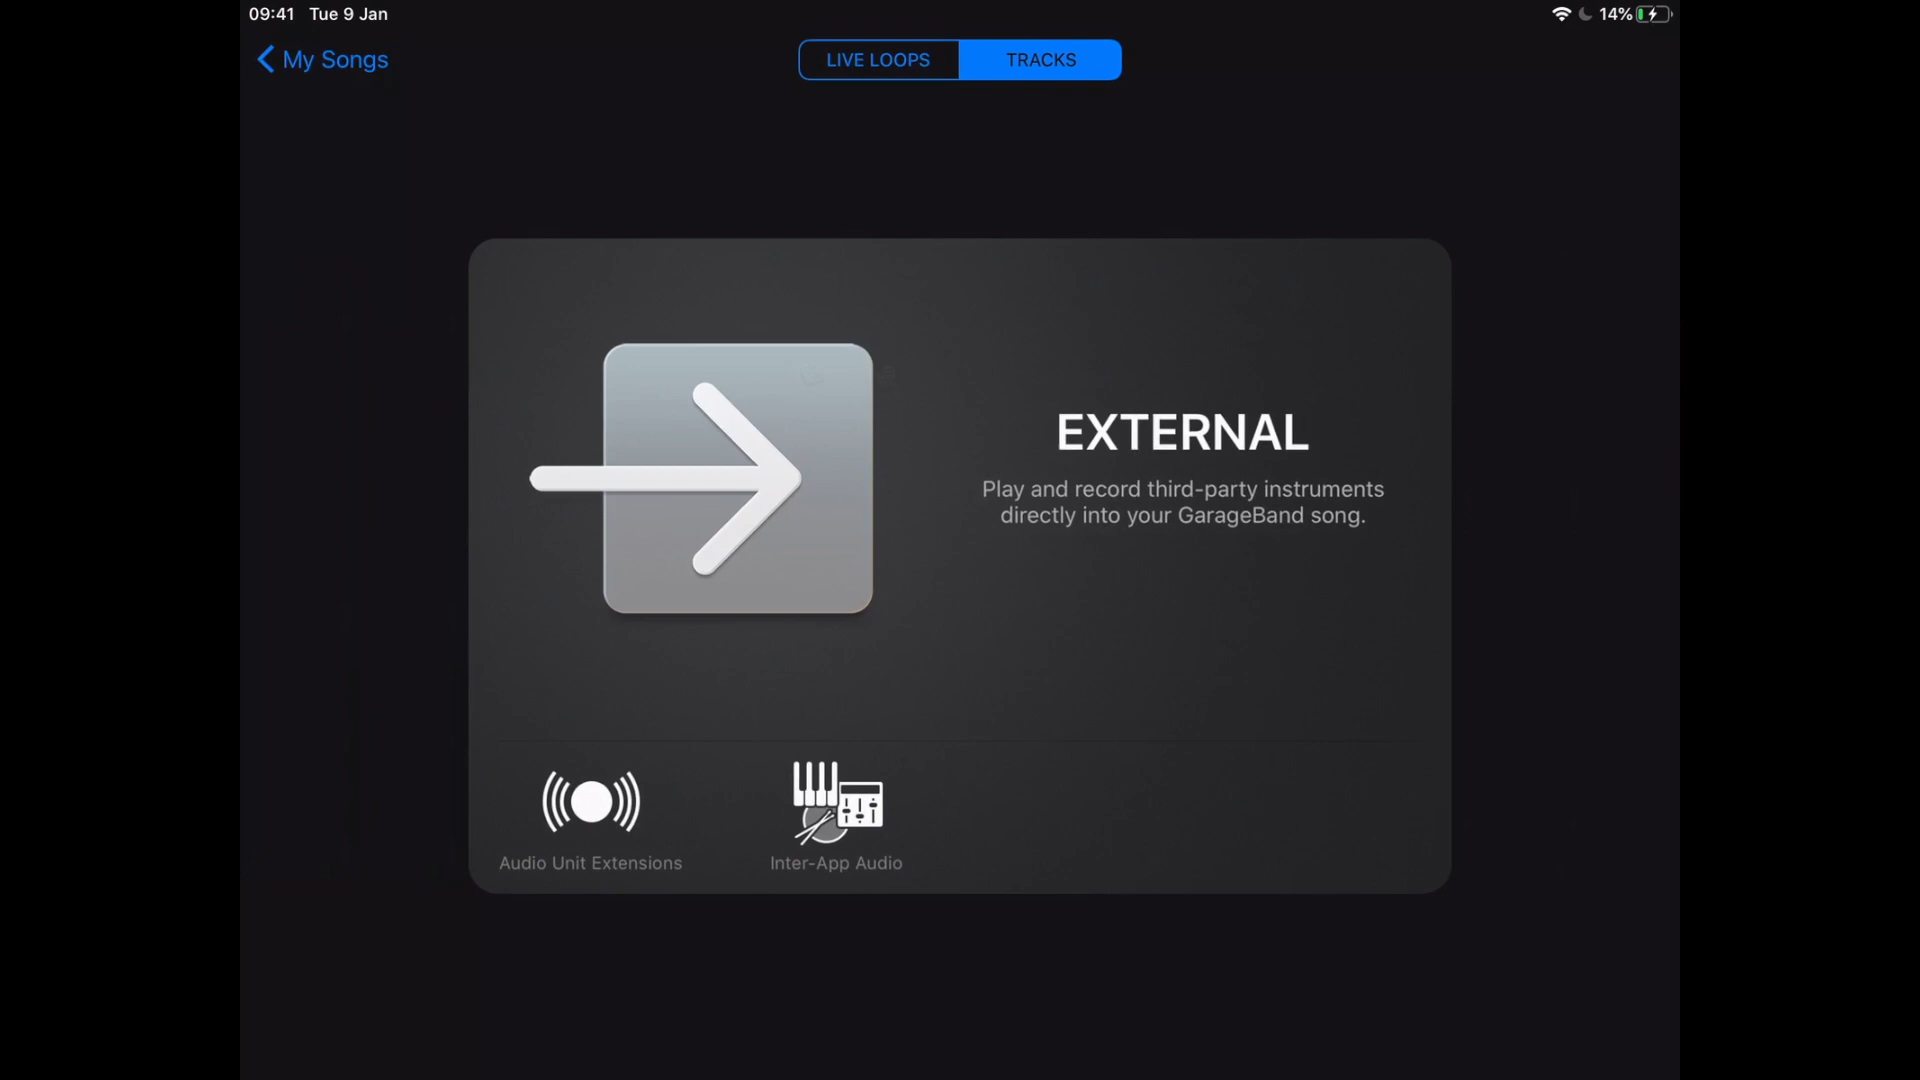 09:41 Tue 9 Jan 14%
My Songs LIVE LOOPS TRACKS
EXTERNAL
Play and record third-party instruments
directly into your GarageBand song.
Audio Unit Extensions Inter-App Audio